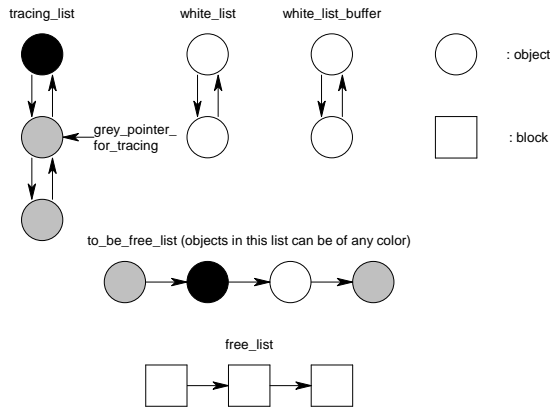 tracing_list
white_list
white_list_buffer
: object
grey_pointer_
for_tracing
: block
to_be_free_list (objects in this list can be of any color)
free_list